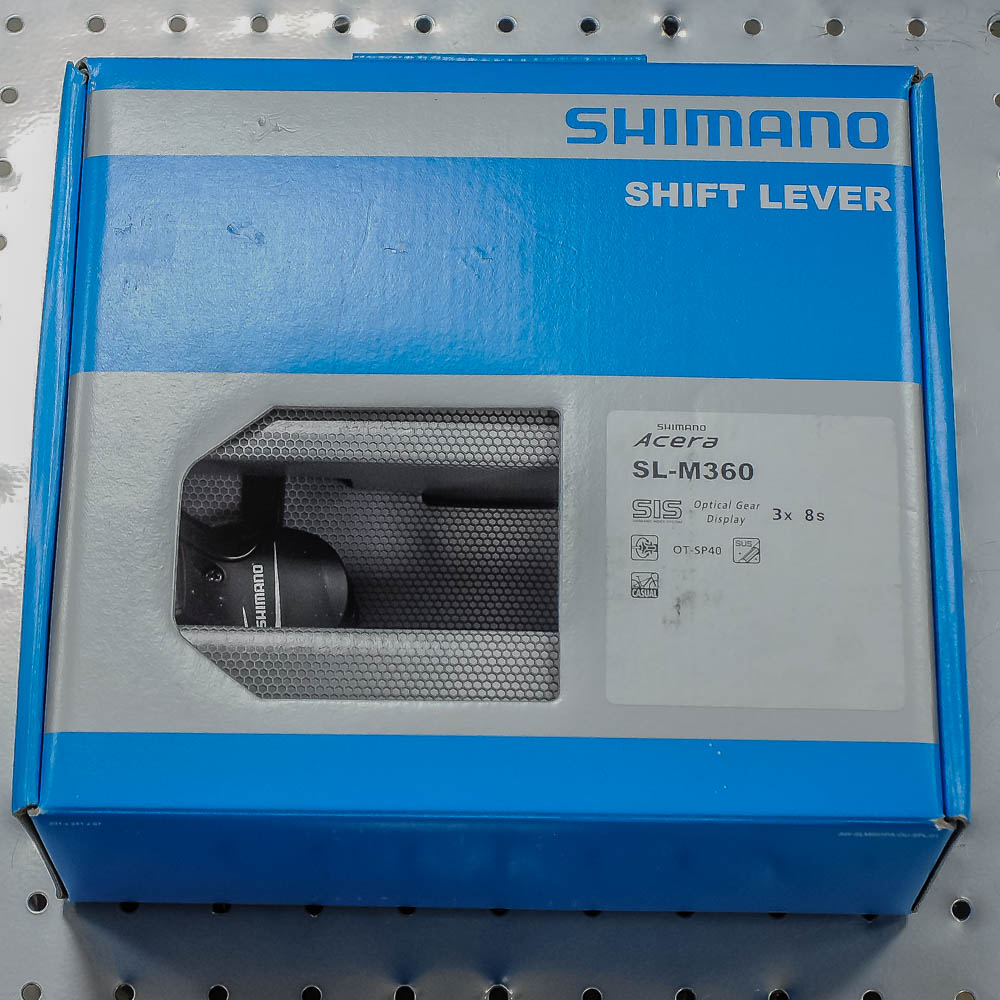 SHIMANO
SHIFT LEVER
SHIMANO
Acera
SL-M360
SIS
Optical Gear
Display
3x 8s
OT-SP40
SUS
CASUAL
SHIMANO